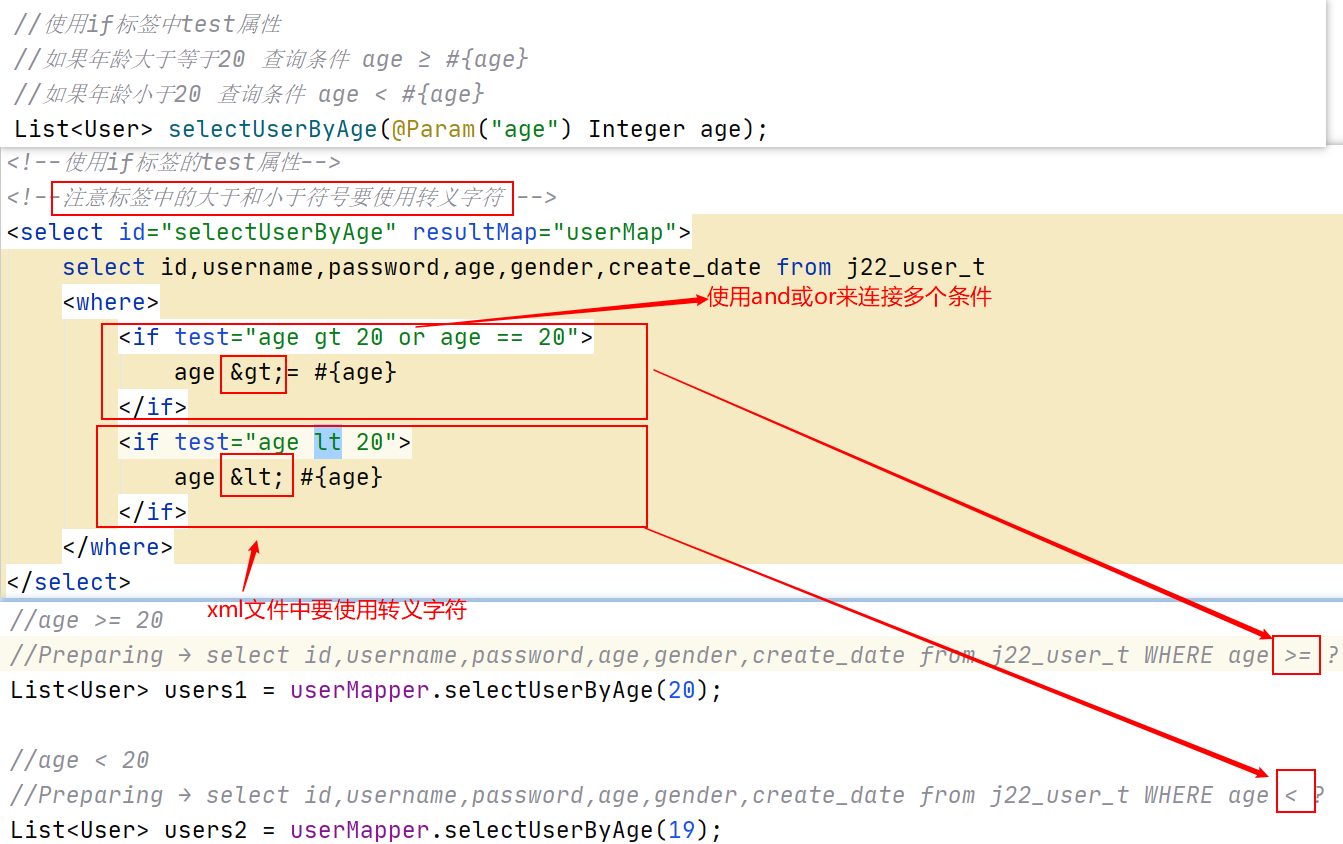 //使用if标签中test属性
//如果年龄大于等于20 查询条件 age ≥ #{age}
//如果年龄小于20 查询条件 age < #{age}
List<User> selectUserByAge(@Param("age") Integer age);
<!--使用if标签的test属性-->
<!--注意标签中的大于和小于符号要使用转义字符 -->
<select id="selectUserByAge" resultMap="userMap">
select id,username,password,age,gender,create_date from j22_user_t
<where>
使用and或or来连接多个条件
<if test="age gt 20 or age == 20">
age &gt;= #{age}
</if>
<if test="age lt 20">
age &lt; #{age}
</if>
</where>
</select>
xml文件中要使用转义字符
//age >= 20
//Preparing → select id,username,password,age,gender,create_date from j22_user_t WHERE age >= ?
List<User> users1 = userMapper.selectUserByAge(20);
//age < 20
//Preparing → select id,username,password,age,gender,create_date from j22_user_t WHERE age < ?
List<User> users2 = userMapper.selectUserByAge(19);